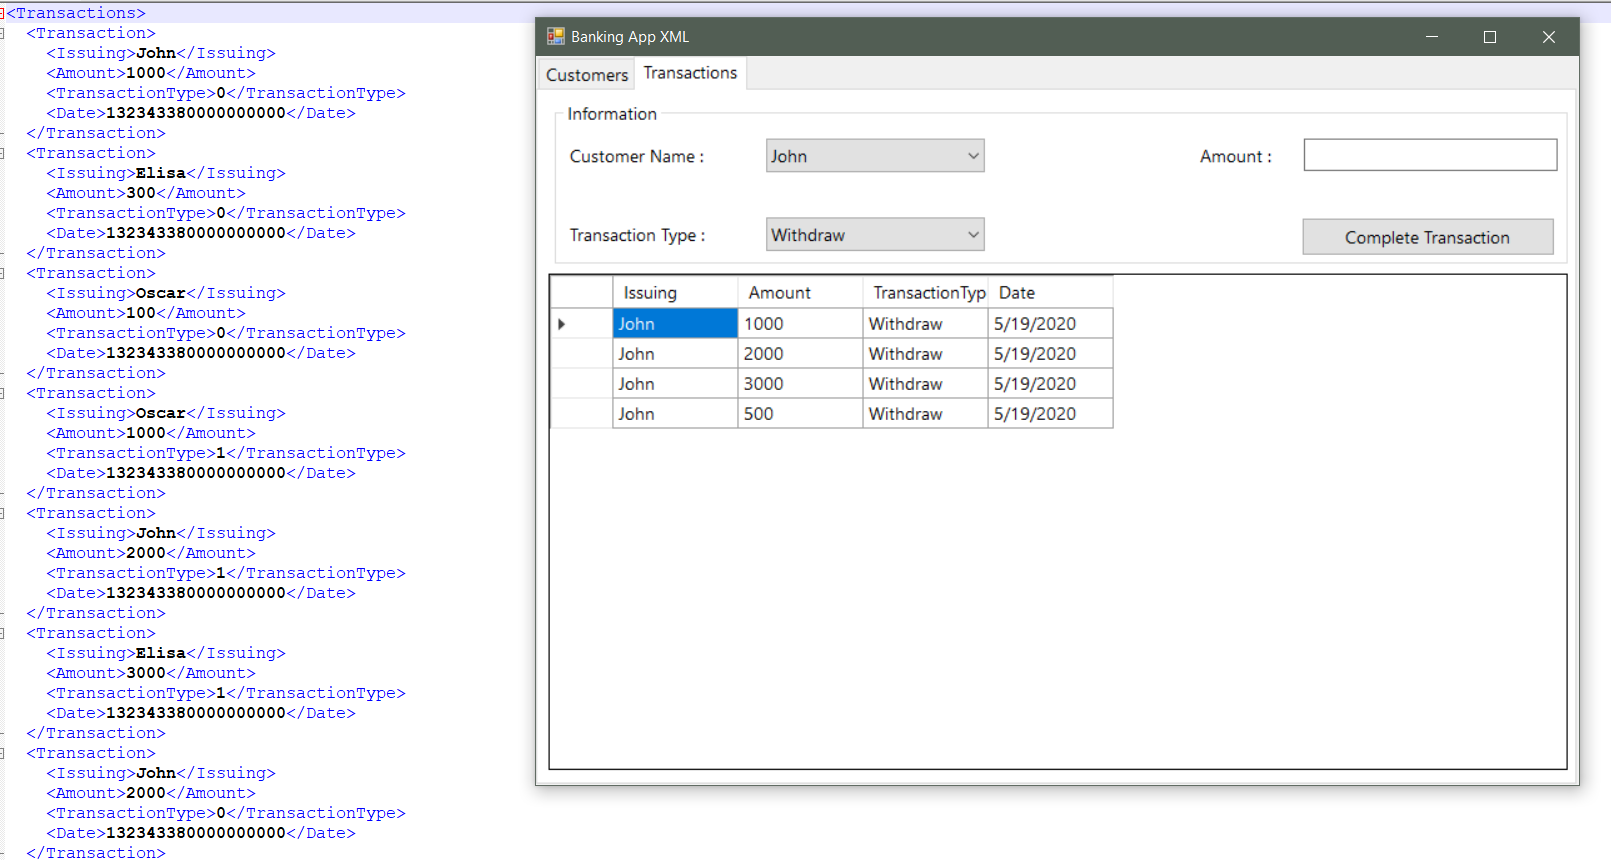 <Transactions>
<Transaction>
<Issuing>John</Issuing>
<Amount>1000</Amount>
<TransactionType>0</TransactionType>
<Date>132343380000000000</Date>
</Transaction>
<Transaction>
<Issuing>Elisa</Issuing>
<Amount>300</Amount>
<TransactionType>0</TransactionType>
<Date>132343380000000000</Date>
</Transaction>
<Transaction>
<Issuing>Oscar</Issuing>
<Amount>100</Amount>
<TransactionType>0</TransactionType>
<Date>132343380000000000</Date>
</Transaction>
<Transaction>
<Issuing>Oscar</Issuing>
<Amount>1000</Amount>
<TransactionType>1</TransactionType>
<Date>132343380000000000</Date>
</Transaction>
<Transaction>
<Issuing>John</Issuing>
<Amount>2000</Amount>
<TransactionType>1</TransactionType>
<Date>132343380000000000</Date>
</Transaction>
<Transaction>
<Issuing>Elisa</Issuing>
<Amount>3000</Amount>
<TransactionType>1</TransactionType>
<Date>132343380000000000</Date>
</Transaction>
<Transaction>
<Issuing>John</Issuing>
<Amount>2000</Amount>
<TransactionType>0</TransactionType>
<Date>132343380000000000</Date>
</Transaction>
Banking App XML
Customers Transactions
Information
Customer Name : John Amount :
Transaction Type : Withdraw Complete Transaction
Issuing Amount TransactionTyp Date
John 1000 Withdraw 5/19/2020
John 2000 Withdraw 5/19/2020
John 3000 Withdraw 5/19/2020
John 500 Withdraw 5/19/2020